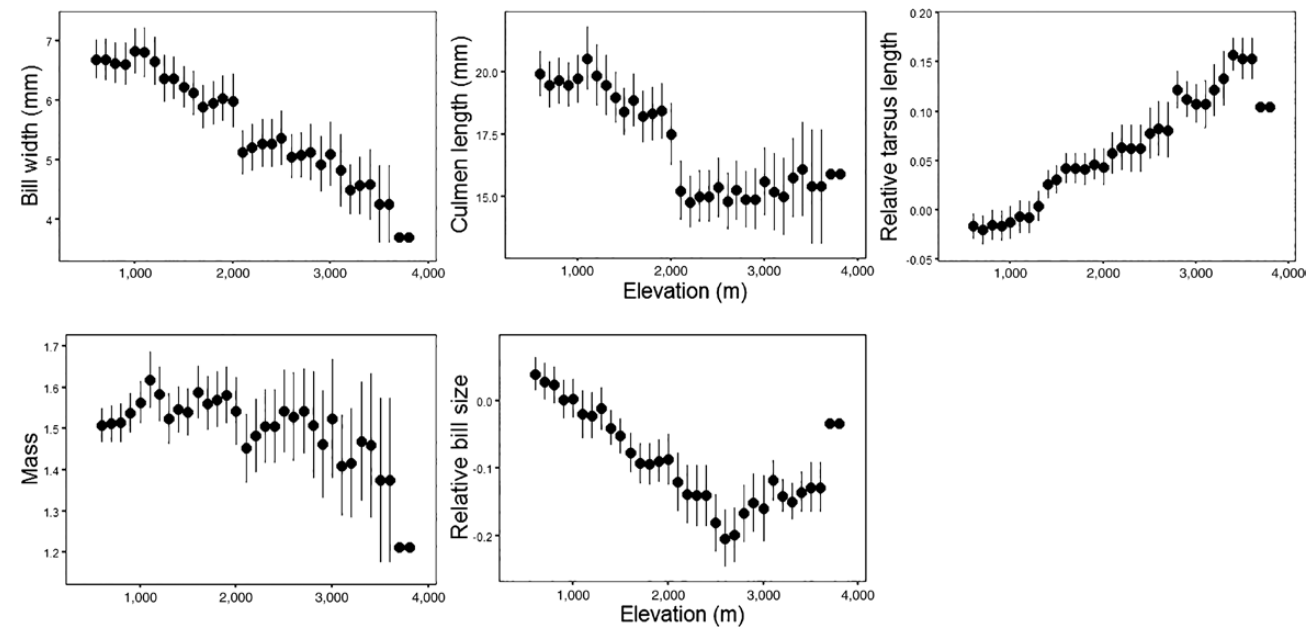 Bill width (mm)
7
6
5
4
1,000 2,000 3,000 4,000
Culmen length (mm)
20.0
17.5
15.0
1,000 2,000 3,000 4,000
Elevation (m)
Relative tarsus length
0.20
0.15
0.10
0.05
0.00
-0.05
1,000 2,000 3,000 4,000
Mass
1.7
1.6
1.5
1.4
1.3
1.2
1,000 2,000 3,000 4,000
Relative bill size
0.0
-0.1
-0.2
1,000 2,000 3,000 4,000
Elevation (m)